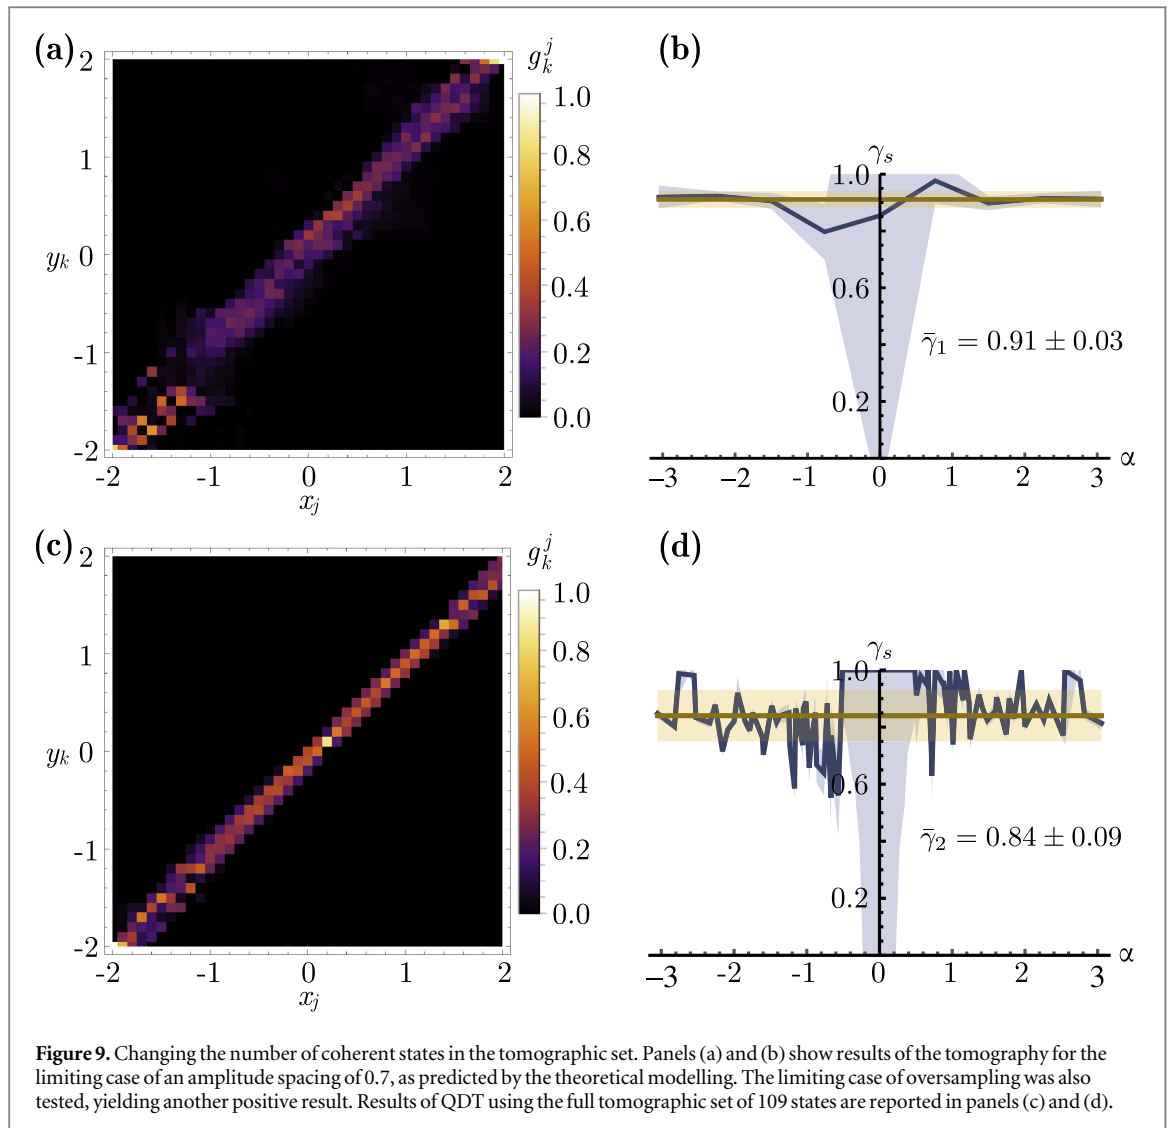 (a)
2
1
0
-1
-2
y_k
-2 -1 0 1 2
x_j
g_k^j
1.0
0.8
0.6
0.4
0.2
0.0
(b)
γ_s
1.0
0.6
0.2
γ̄_1 = 0.91 ± 0.03
−3 −2 -1 0 1 2 3 α
(c)
2
1
0
-1
-2
y_k
-2 -1 0 1 2
x_j
g_k^j
1.0
0.8
0.6
0.4
0.2
0.0
(d)
γ_s
1.0
0.6
0.2
γ̄_2 = 0.84 ± 0.09
−3 -2 -1 0 1 2 3 α
Figure 9. Changing the number of coherent states in the tomographic set. Panels (a) and (b) show results of the tomography for the
limiting case of an amplitude spacing of 0.7, as predicted by the theoretical modelling. The limiting case of oversampling was also
tested, yielding another positive result. Results of QDT using the full tomographic set of 109 states are reported in panels (c) and (d).